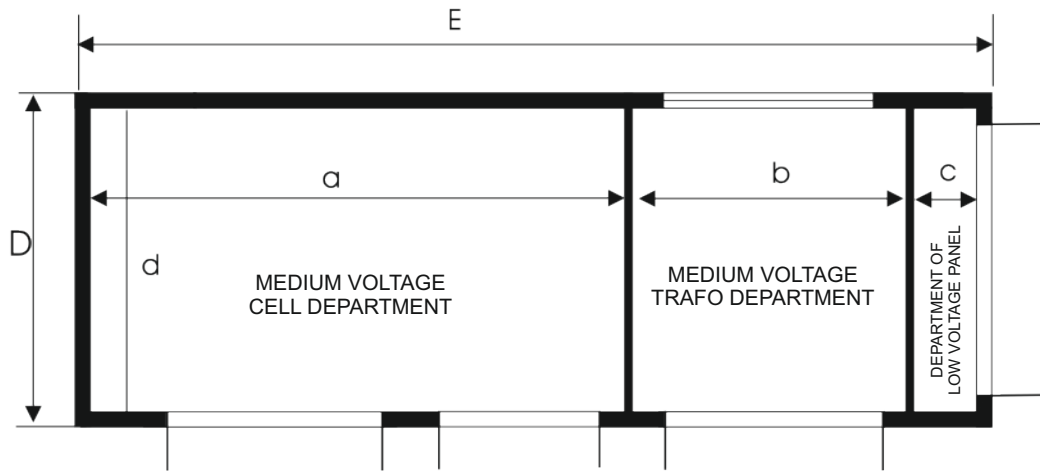 E
a
b
c
D
d
MEDIUM VOLTAGE
CELL DEPARTMENT
MEDIUM VOLTAGE
TRAFO DEPARTMENT
DEPARTMENT OF
LOW VOLTAGE PANEL